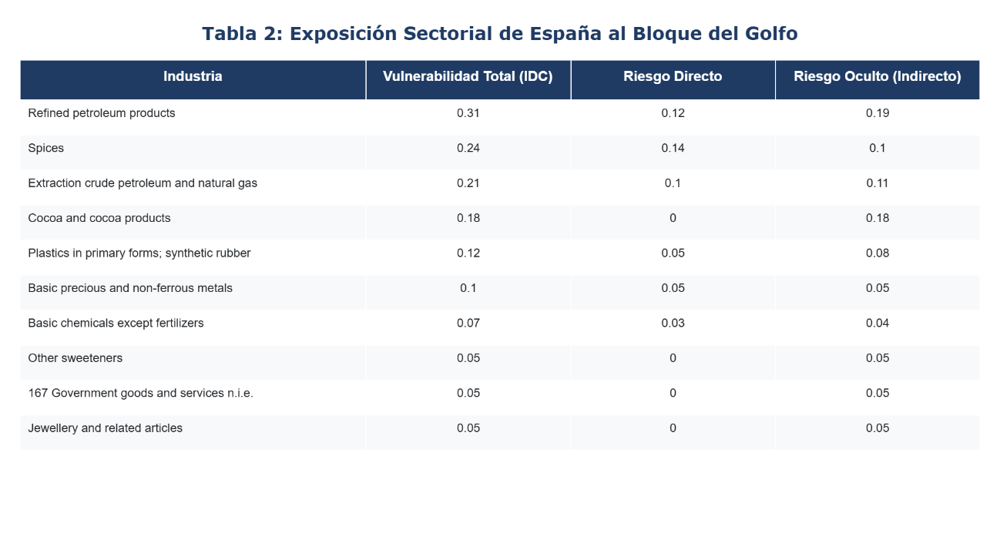 Tabla 2: Exposición Sectorial de España al Bloque del Golfo
Industria Vulnerabilidad Total (IDC) Riesgo Directo Riesgo Oculto (Indirecto)
Refined petroleum products 0.31 0.12 0.19
Spices 0.24 0.14 0.1
Extraction crude petroleum and natural gas 0.21 0.1 0.11
Cocoa and cocoa products 0.18 0 0.18
Plastics in primary forms; synthetic rubber 0.12 0.05 0.08
Basic precious and non-ferrous metals 0.1 0.05 0.05
Basic chemicals except fertilizers 0.07 0.03 0.04
Other sweeteners 0.05 0 0.05
167 Government goods and services n.i.e. 0.05 0 0.05
Jewellery and related articles 0.05 0 0.05